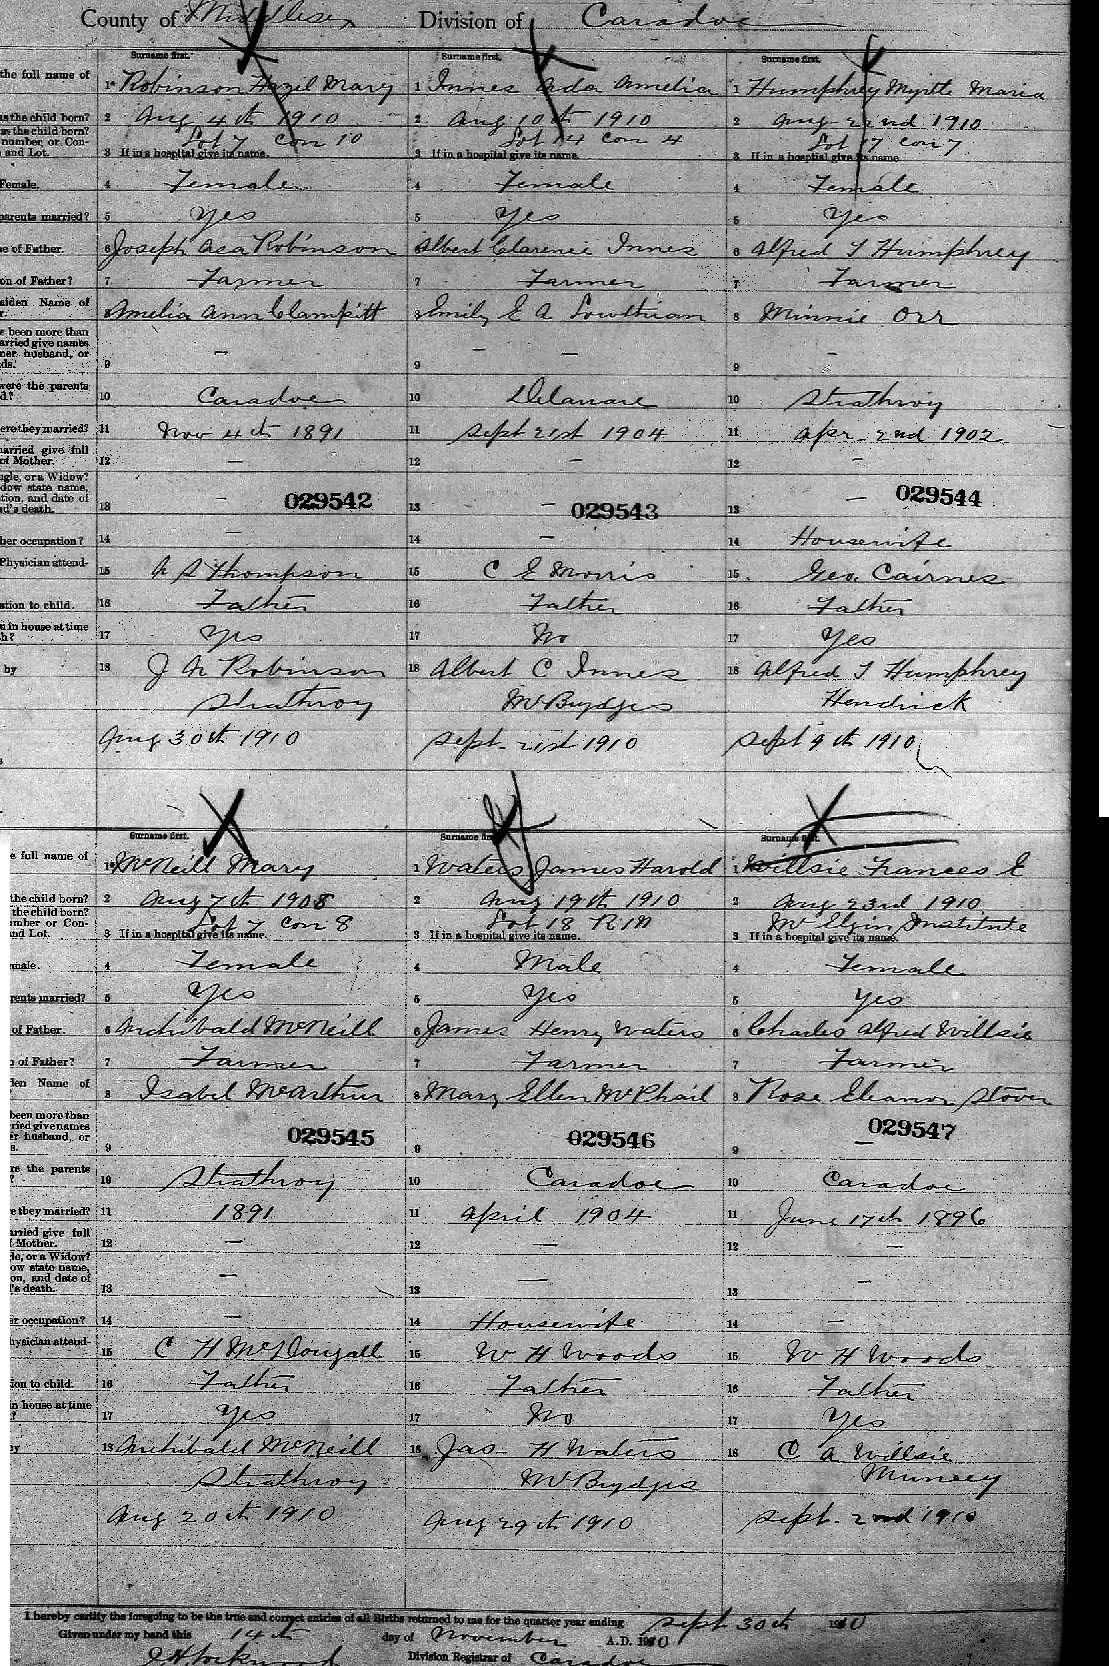 County of Middlesex Division of Caradoc
Surname first. Surname first. Surname first.
the full name of 1 Robinson Hazel Mary 1 Innes Ada Amelia 1 Humphrey Myrtle Maria
as the child born? 2 Aug 4th 1910 2 Aug 10th 1910 2 Aug 22nd 1910
as the child born? Lot 7 con 10 Lot 4 con 4 Lot 17 con 7
number, or Con-
and Lot. 3 If in a hospital give its name. 3 If in a hospital give its name. 3 If in a hospital give its name
Female. 4 Female 4 Female 4 Female
parents married? 5 Yes 5 Yes 5 Yes
e of Father. 6 Joseph Asa Robinson Albert Clarence Innes 6 Alfred T Humphrey
on of Father? 7 Farmer 7 Farmer 7 Farmer
aiden Name of
r. Amelia Ann Clampitt 8 Emily E A Lowthian 8 Minnie Orr
s been more than
arried give names
ner husband, or
ds. 9 — 9 — — 9 —
were the parents
d? 10 Caradoc 10 Delaware 10 Strathroy
ere they married? 11 Nov 4th 1891 11 Sept 21st 1904 11 Apr 2nd 1902
married give full
of Mother. 12 — 12 — 12 —
gle, or a Widow?
dow state name,
tion, and date of
d's death. 13 — 029542 13 — 029543 13 — 029544
her occupation? 14 — 14 — 14 Housewife
Physician attend-
15 A S Thompson 15 C E Morris 15. Geo. Cairnes
ation to child. 16 Father 16 Father 16 Father
n in house at time
h? 17 Yes 17 No 17 Yes
by 18 J A Robinson 18 Albert C Innes 18 Alfred T Humphrey
Strathroy Mt Brydges Hendrick
Aug 30th 1910 Sept. 21st 1910 Sept 9th 1910
Surname first. Surname first. Surname first.
e full name of 1 McNeill Mary 1 Waters James Harold 1 Willsie Frances E
the child born? 2 Aug 7th 1908 2 Aug 19th 1910 2 Aug 23rd 1910
the child born? Lot 7 con 8 Lot 18 Mt Elgin Institute
mber or Con-
nd Lot. 3 If in a hospital give its name. 3 If in a hospital give its name. 3 If in a hospital give its name.
male. 4 Female 4 Male 4 Female
rents married? 5 Yes 5 Yes 5 Yes
of Father. 6 Archibald McNeill 6 James Henry Waters 6 Charles Alfred Willsie
of Father? 7 Farmer 7 Farmer 7 Farmer
den Name of 8 Isabel McArthur 8 Mary Ellen McPhail 8 Rose Eleanor Stover
been more than
ried give names
er husband, or
s. 9 029545 9 029546 9 — 029547
re the parents
? 10 Strathroy 10 Caradoc 10 Caradoc
e they married? 11 1891 11 April 1904 11 June 17th 1896
arried give full
f Mother. 12 — 12 — 12 —
le, or a Widow?
ow state name,
on, and date of
's death. 13 — 13 — 13 —
er occupation? 14 — 14 Housewife 14 —
hysician attend-
15 C H McDougall 15 W H Woods 15 W H Woods
ion to child. 16 Father 16 Father 16 Father
n house at time
? 17 Yes 17 No 17 Yes
by 18 Archibald McNeill 18 Jas H Waters 18 C A Willsie
Strathroy Mt Brydges Muncey
Aug 20th 1910 Aug 29th 1910 Sept. 2nd 1910
I hereby certify the foregoing to be the true and correct entries of all Births returned to me for the quarter year ending Sept 30th 1910
Given under my hand this 14th day of November A.D. 1910
Division Registrar of Caradoc